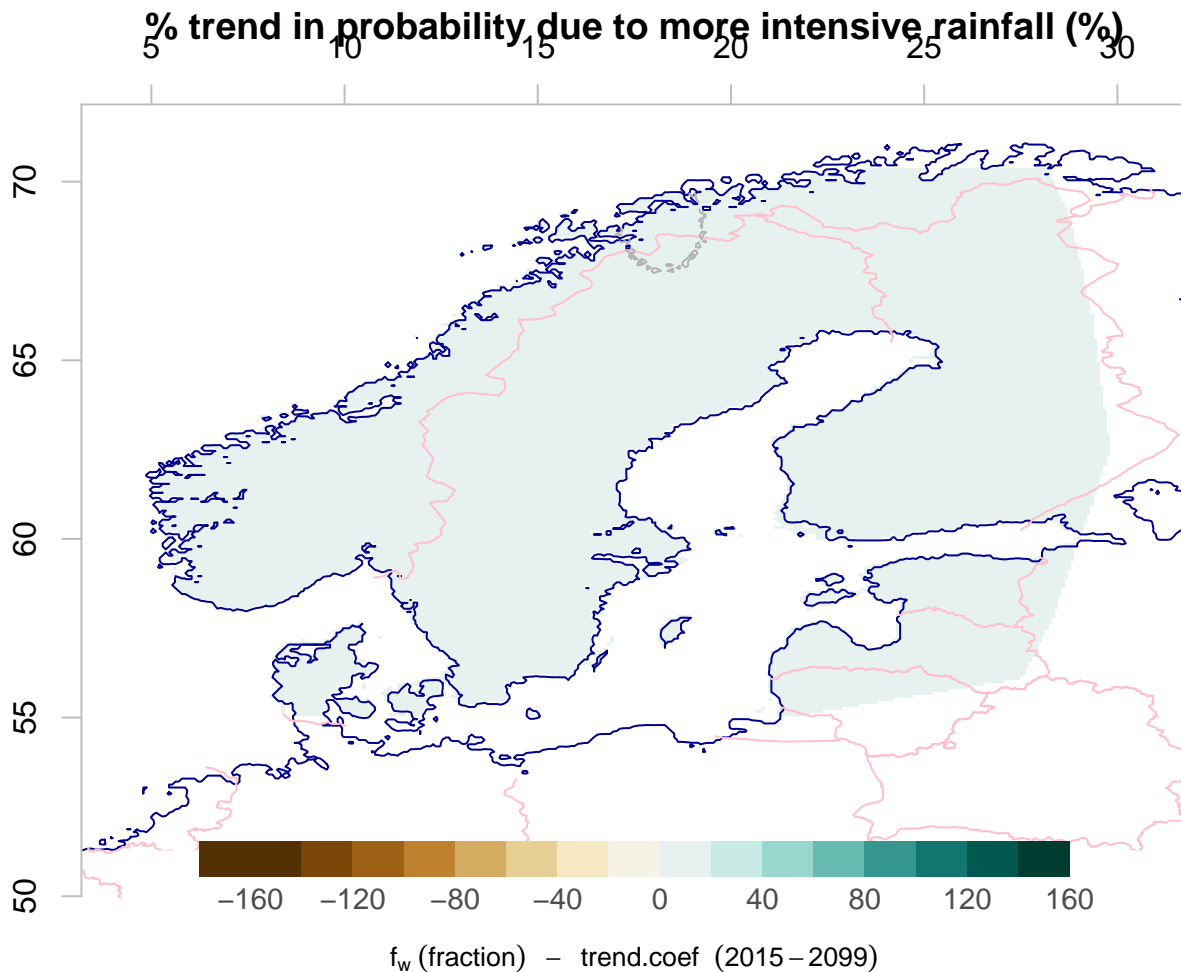 % trend in probability due to more intensive rainfall (%)
5 10 15 20 25 30
70
65
60
55
50
−160 −120 −80 −40 0 40 80 120 160
fw (fraction) − trend.coef (2015−2099)